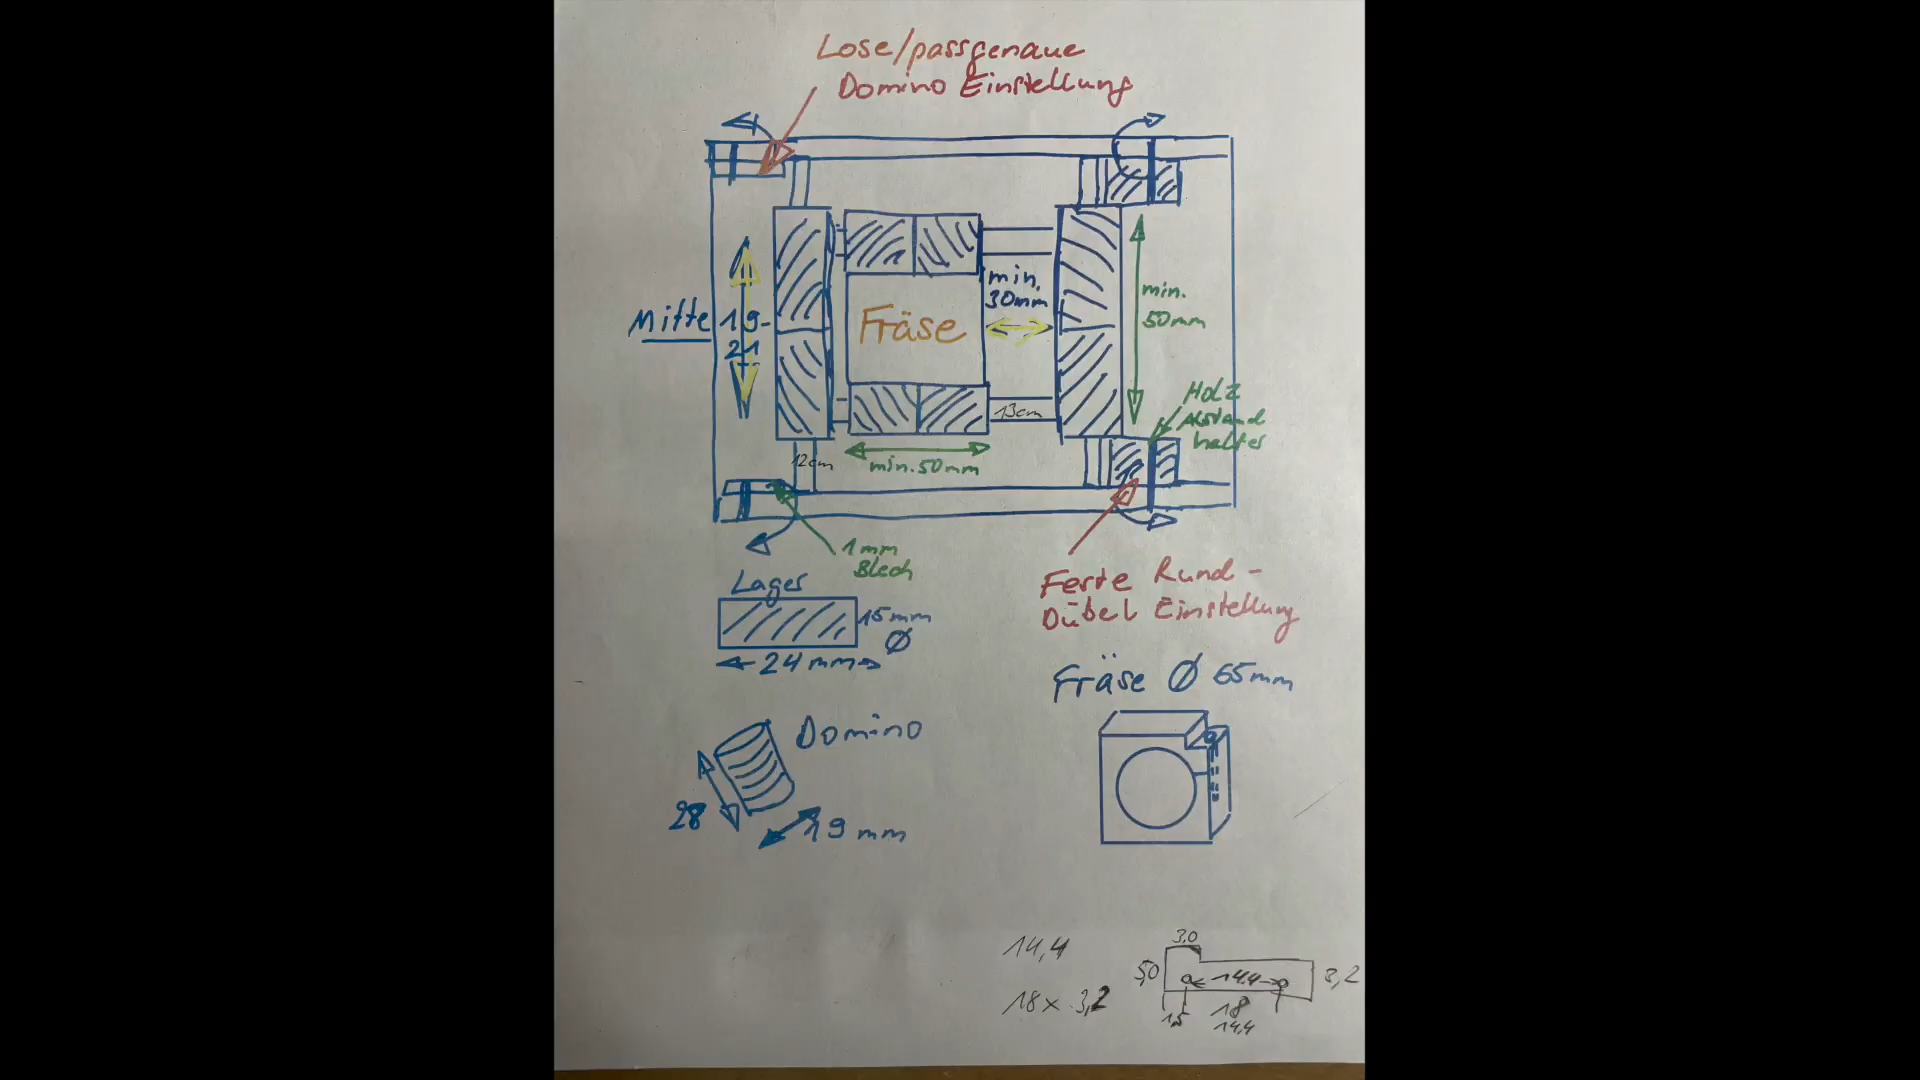 Lose/passgenaue
Domino Einstellung
min.
30mm
min.
50mm
Mitte
19-
21
Fräse
Holz
Abstand
halter
13cm
12cm
min. 50mm
1mm
Blech
Lager
15mm
Ø
24mm
Feste Rund-
Dübel Einstellung
Fräse Ø 65mm
Domino
28
19mm
14,4
18 x 3,2
3,0
5,0
14,4
3,2
1,5
18
14,4